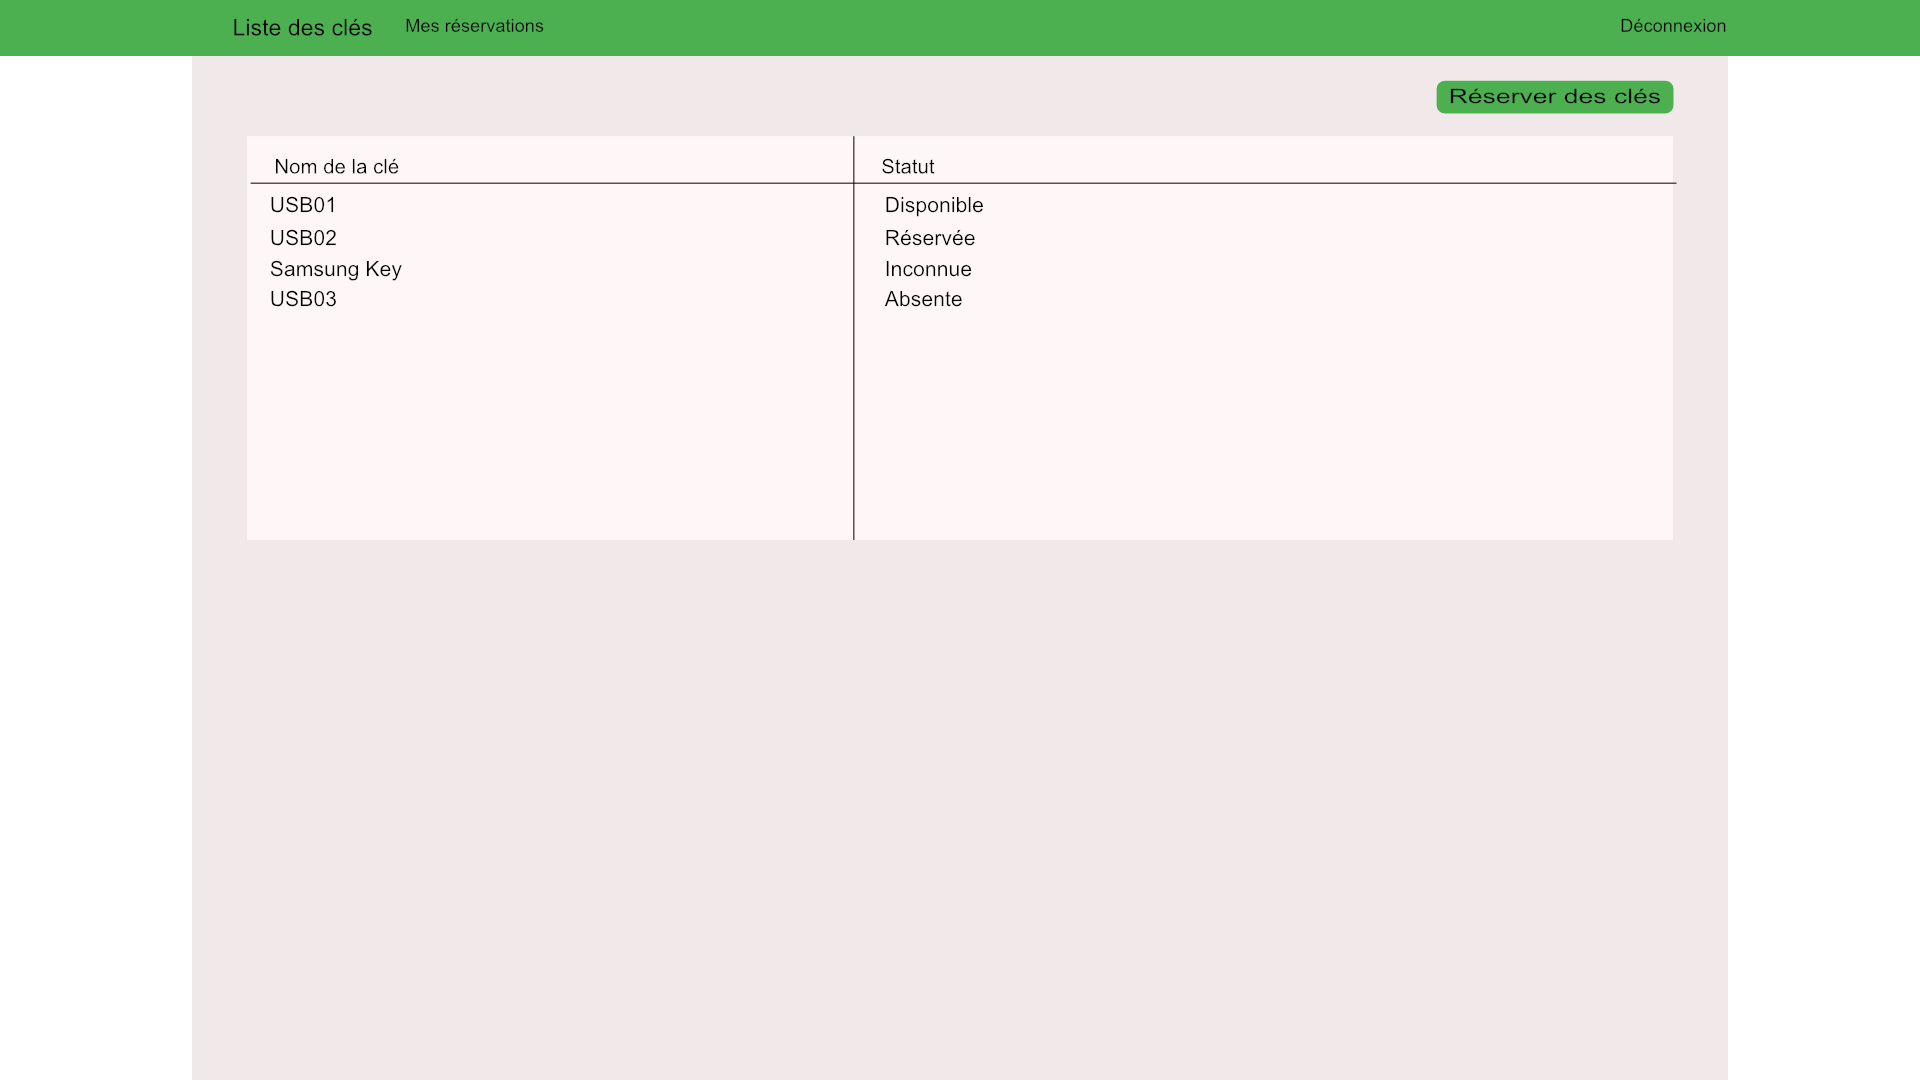 Liste des clés Mes réservations Déconnexion
Réserver des clés
Nom de la clé Statut
USB01 Disponible
USB02 Réservée
Samsung Key Inconnue
USB03 Absente